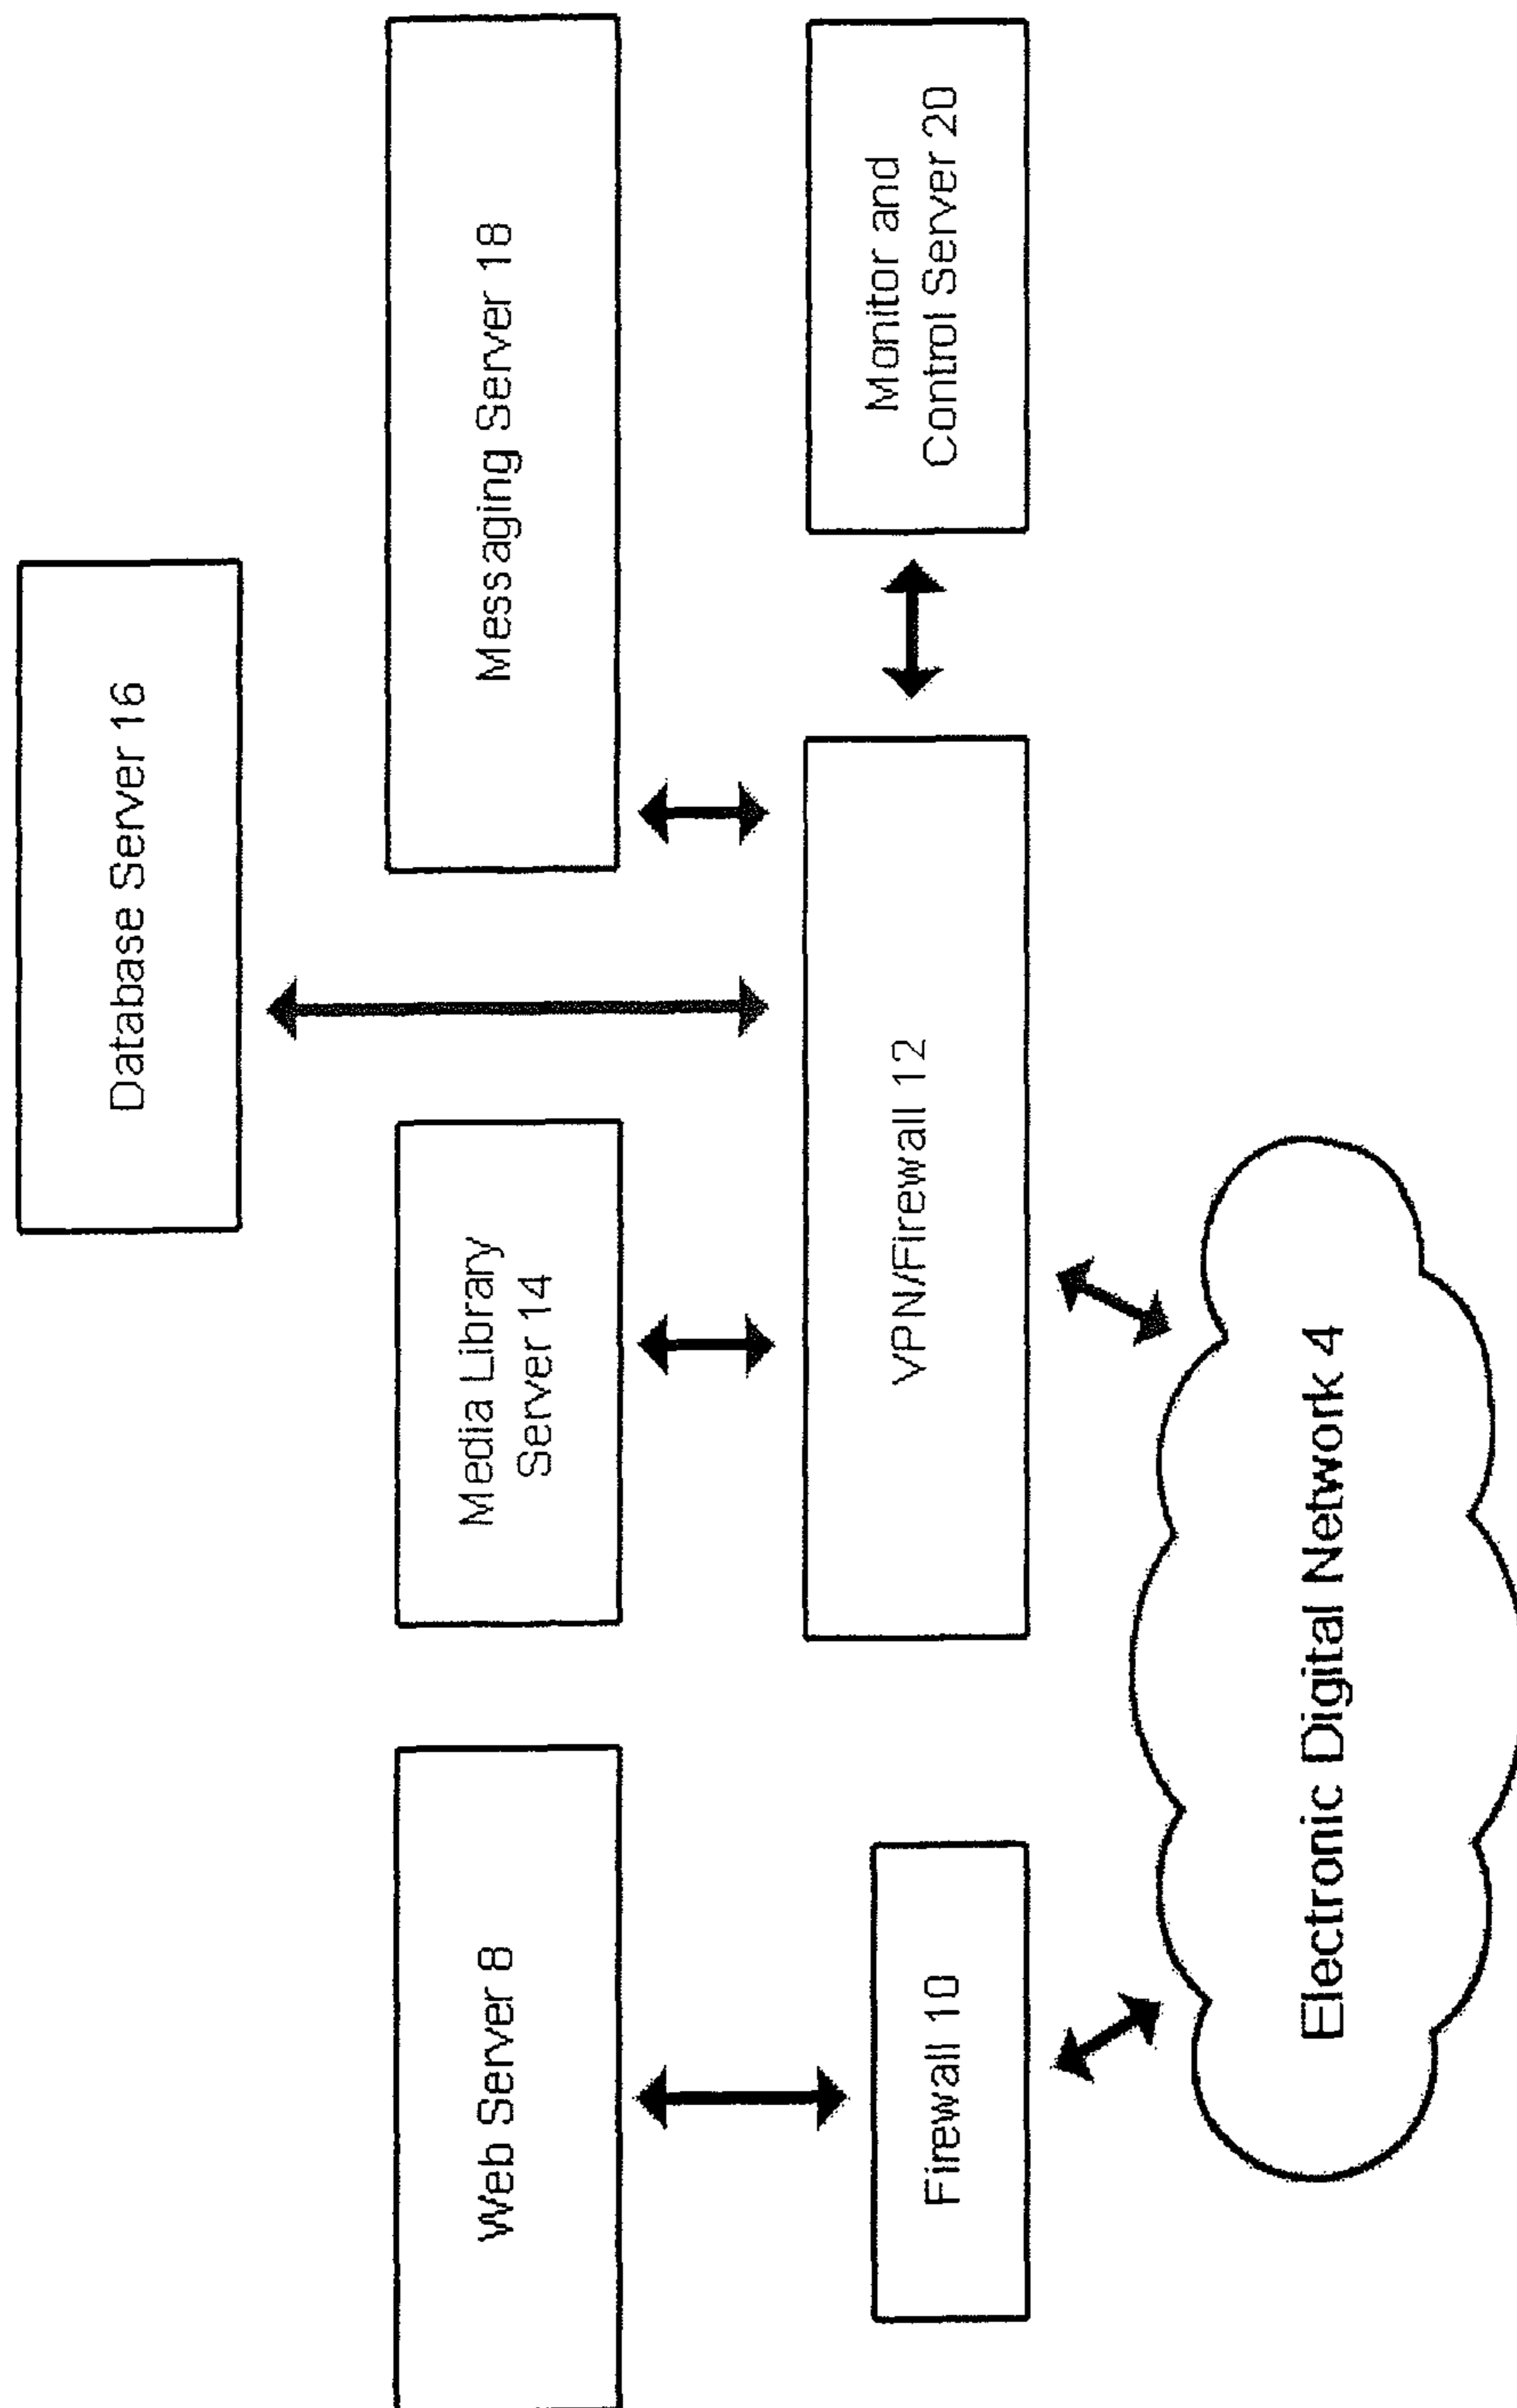 Database Server 16
Media Library
Server 14
Messaging Server 18
Web Server 8
VPN/Firewall 12
Monitor and
Control Server 20
Firewall 10
Electronic Digital Network 4